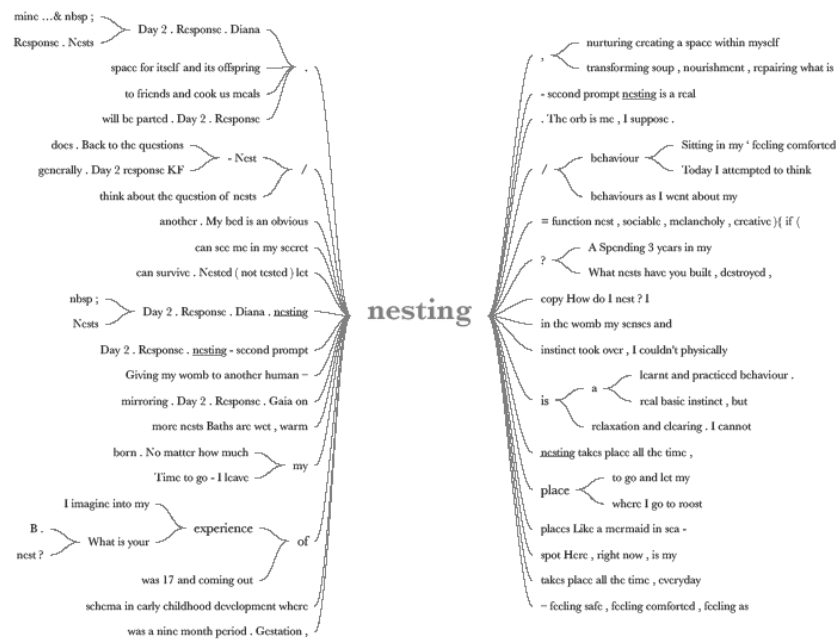 mine ...& nbsp ;
Response . Nests
Day 2 . Response . Diana
space for itself and its offspring
to friends and cook us meals
will be parted . Day 2 . Response
.
does . Back to the questions
generally . Day 2 response KF
- Nest
think about the question of nests
/
another . My bed is an obvious
can see me in my secret
can survive . Nested ( not tested ) let
nbsp ;
Nests
Day 2 . Response . Diana . nesting
Day 2 . Response . nesting - second prompt
Giving my womb to another human –
mirroring . Day 2 . Response . Gaia on
more nests Baths are wet , warm
born . No matter how much
Time to go - I leave
my
I imagine into my
B .
nest ?
What is your
experience
was 17 and coming out
of
schema in early childhood development where
was a nine month period . Gestation ,
nesting
,
nurturing creating a space within myself
transforming soup , nourishment , repairing what is
- second prompt nesting is a real
. The orb is me , I suppose .
/
behaviour
Sitting in my ‘ feeling comforted
Today I attempted to think
behaviours as I went about my
= function nest , sociable , melancholy , creative ){ if (
?
A Spending 3 years in my
What nests have you built , destroyed ,
copy How do I nest ? I
in the womb my senses and
instinct took over , I couldn't physically
is
a
learnt and practiced behaviour .
real basic instinct , but
relaxation and clearing . I cannot
nesting takes place all the time ,
place
to go and let my
where I go to roost
places Like a mermaid in sea -
spot Here , right now , is my
takes place all the time , everyday
– feeling safe , feeling comforted , feeling as